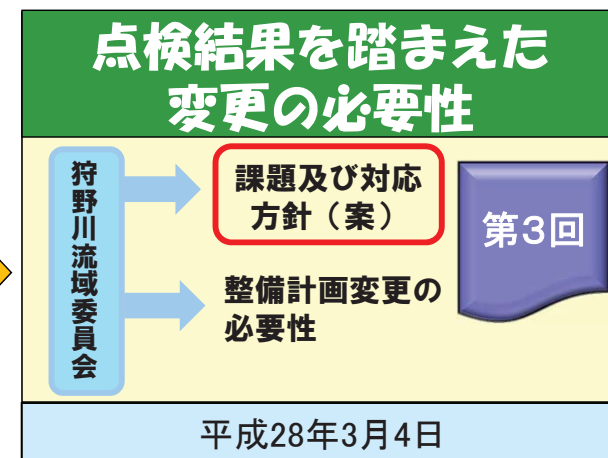 点検結果を踏まえた
変更の必要性
狩野川流域委員会
課題及び対応
方針（案）
第3回
整備計画変更の
必要性
平成28年3月4日